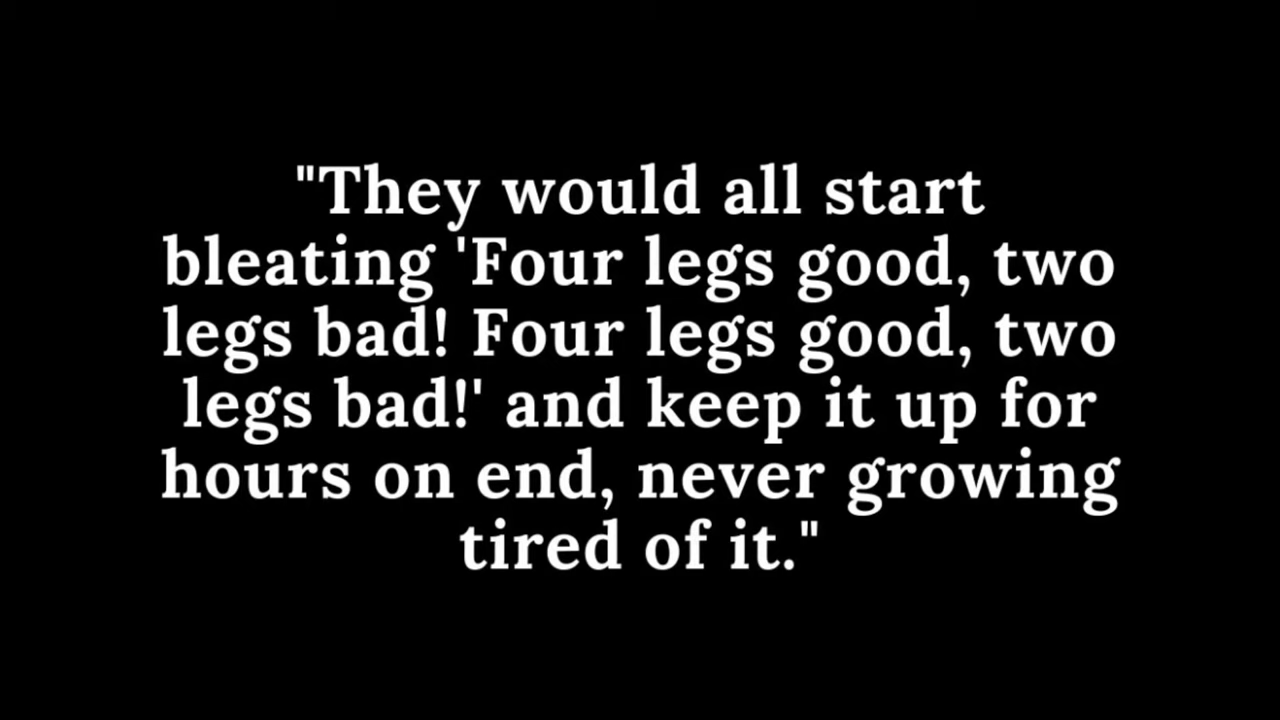 "They would all start
bleating 'Four legs good, two
legs bad! Four legs good, two
legs bad!' and keep it up for
hours on end, never growing
tired of it."